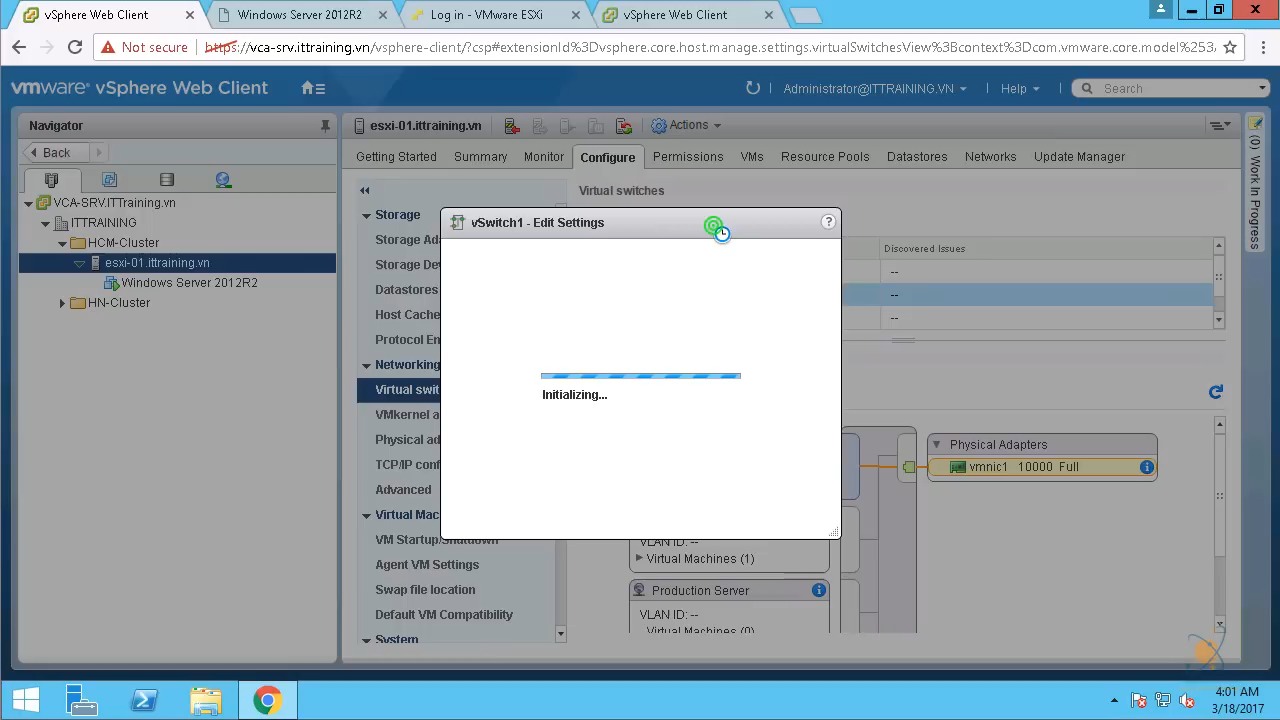 vSphere Web Client
Windows Server 2012R2
Log in - VMware ESXi
vSphere Web Client
Not secure
https://vca-srv.ittraining.vn/vsphere-client/?csp#extensionId%3Dvsphere.core.host.manage.settings.virtualSwitchesView%3Bcontext%3Dcom.vmware.core.model%253A
vmware® vSphere Web Client
Administrator@ITTRAINING.VN
Help
Search
Navigator
Back
VCA-SRV.ITTraining.vn
ITTRAINING
HCM-Cluster
esxi-01.ittraining.vn
Windows Server 2012R2
HN-Cluster
esxi-01.ittraining.vn
Actions
Getting Started
Summary
Monitor
Configure
Permissions
VMs
Resource Pools
Datastores
Networks
Update Manager
Storage
Storage Ada
Storage Dev
Datastores
Host Cache
Protocol En
Networking
Virtual swit
VMkernel a
Physical ad
TCP/IP conf
Advanced
Virtual Mac
VM Startup/Shutdown
Agent VM Settings
Swap file location
Default VM Compatibility
System
Virtual switches
Discovered Issues
--
--
--
vSwitch1 - Edit Settings
?
Initializing...
Physical Adapters
vmnic1 10000 Full
VLAN ID: --
Virtual Machines (1)
Production Server
VLAN ID: --
Virtual Machines (0)
(0) Work In Progress
4:01 AM
3/18/2017